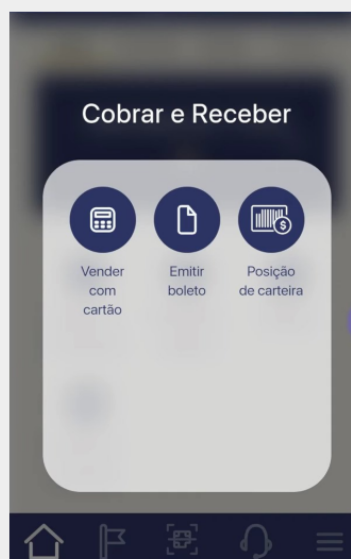 Cobrar e Receber
Vender
com
cartão
Emitir
boleto
Posição
de carteira